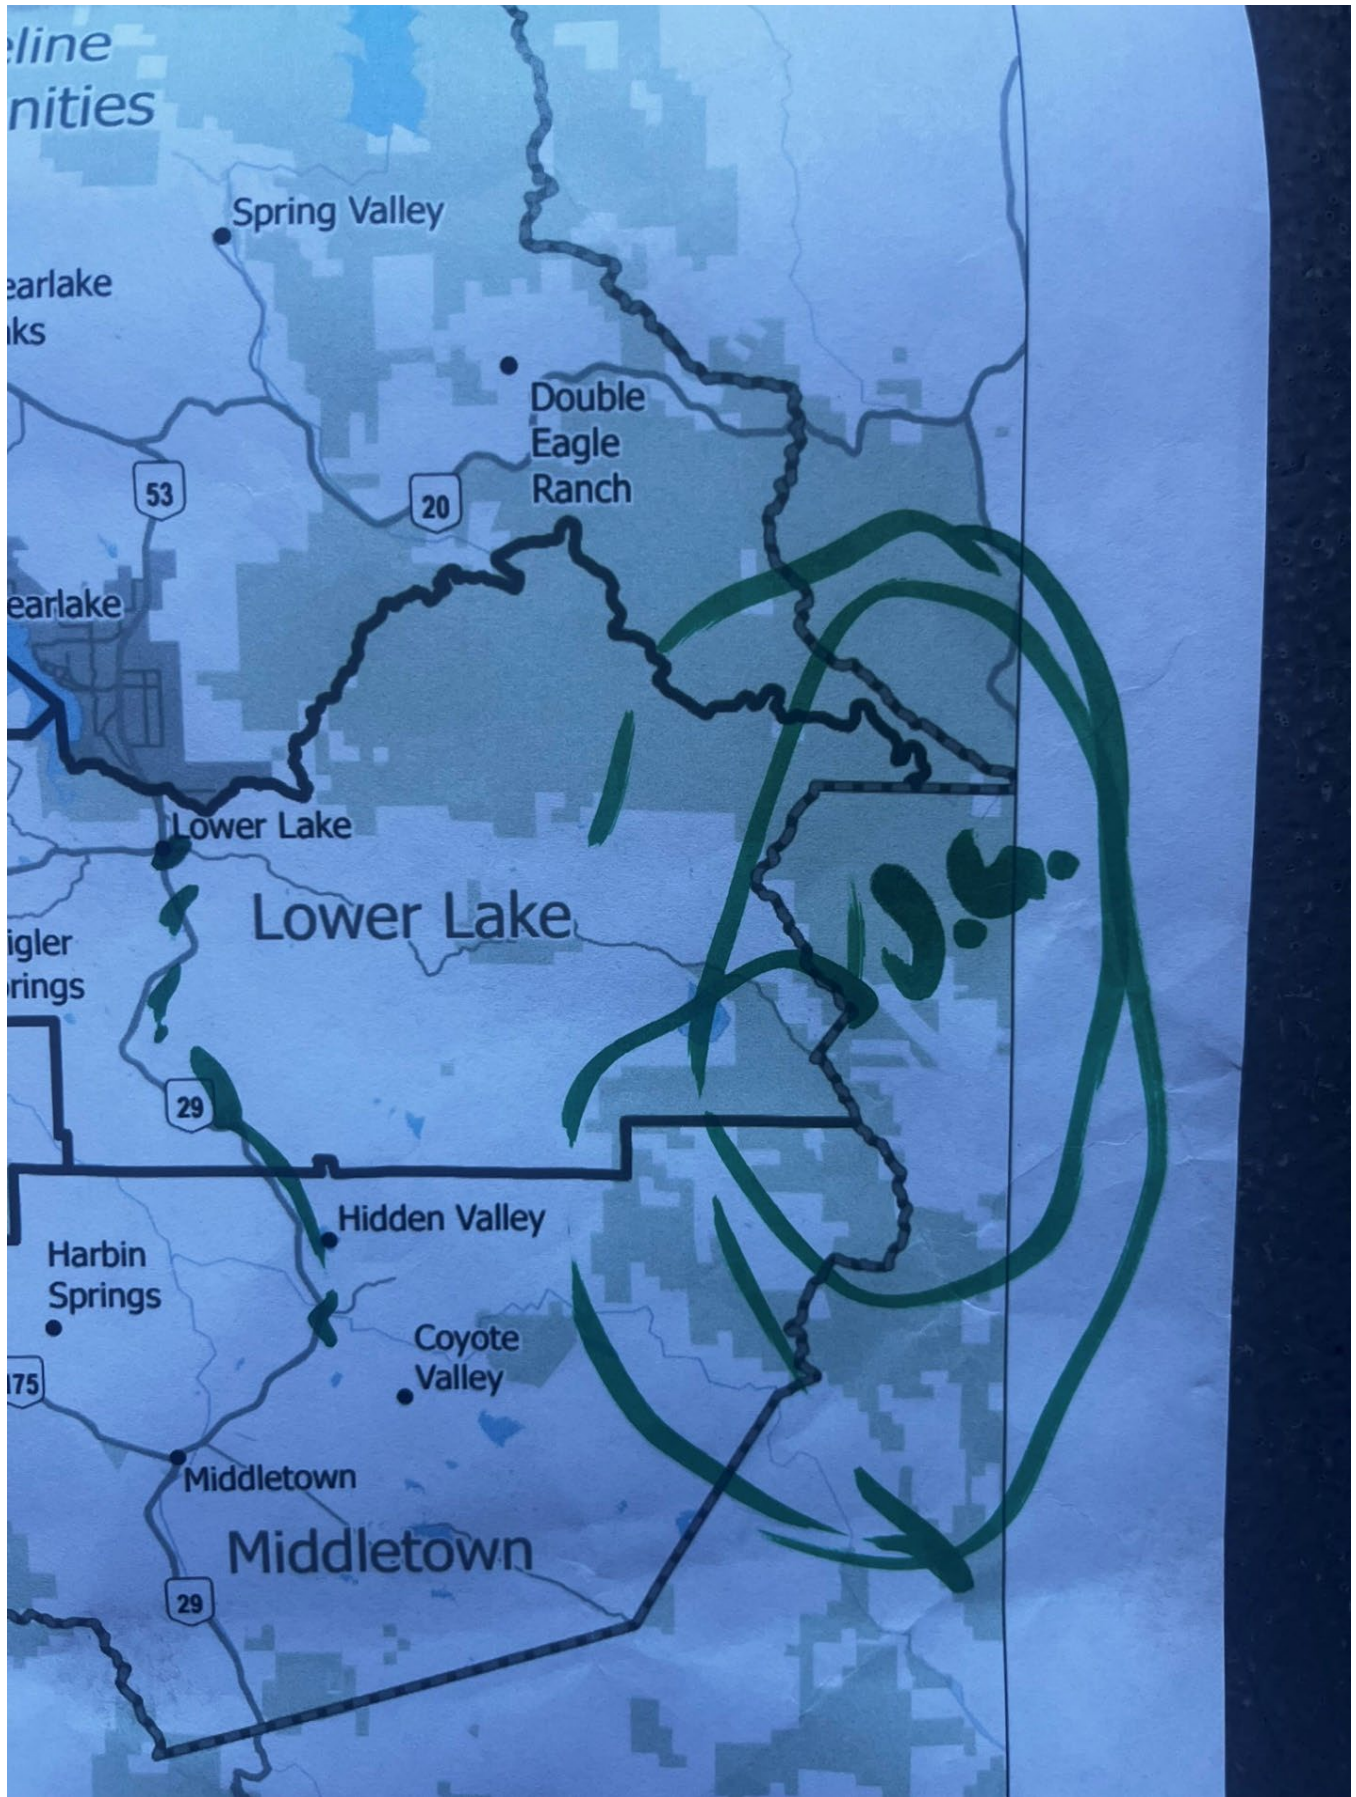 eline
nities
Spring Valley
earlake
ks
Double
Eagle
Ranch
53
20
earlake
Lower Lake
Lower Lake
igler
rings
29
Hidden Valley
Harbin
Springs
Coyote
Valley
175
Middletown
Middletown
29